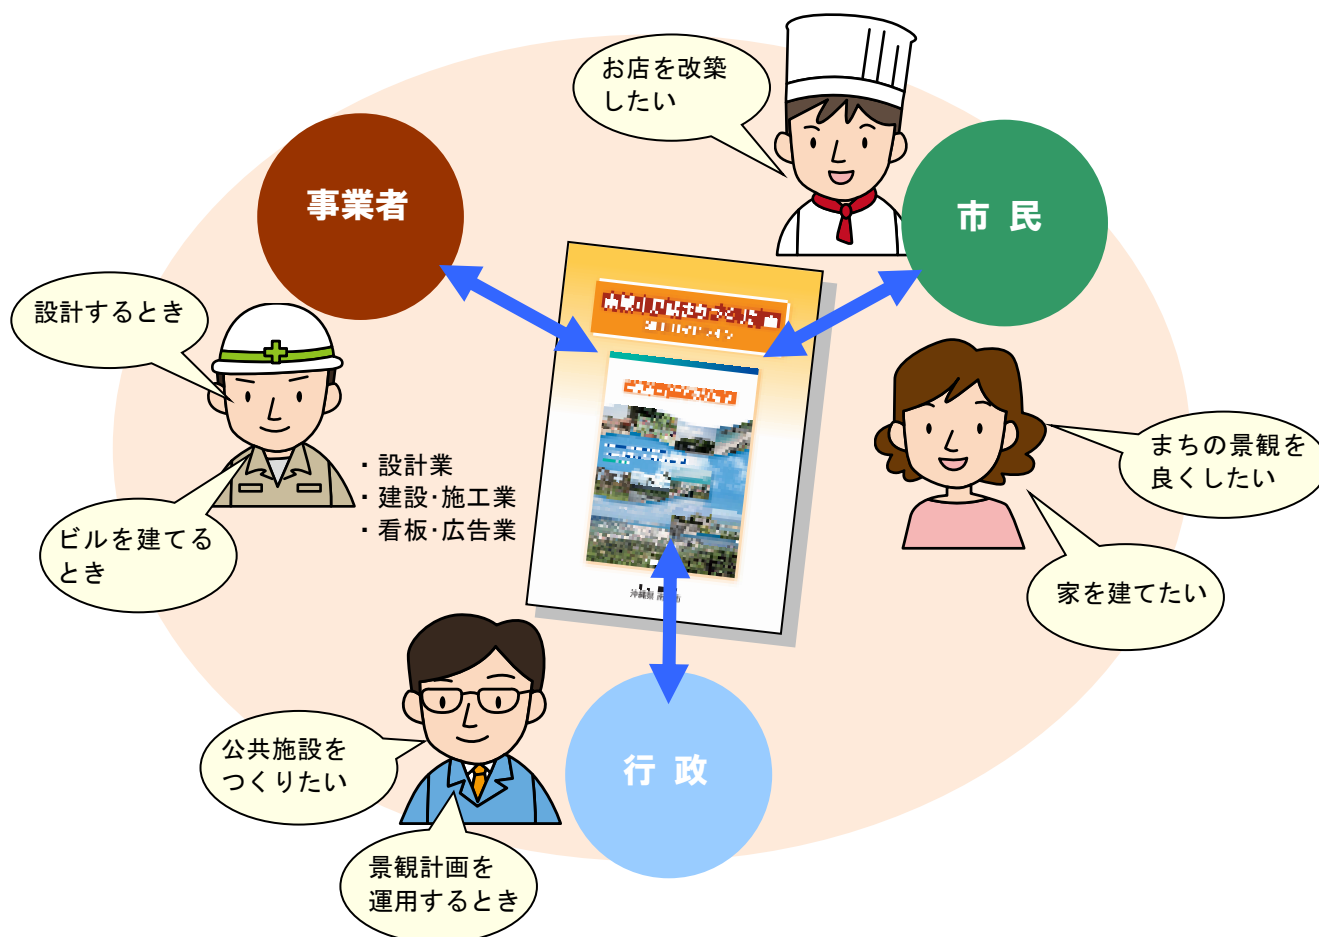 お店を改築
したい
事業者
市民
設計するとき
ビルを建てる
とき
・設計業
・建設・施工業
・看板・広告業
まちの景観を
良くしたい
家を建てたい
沖縄県
公共施設を
つくりたい
行政
景観計画を
運用するとき